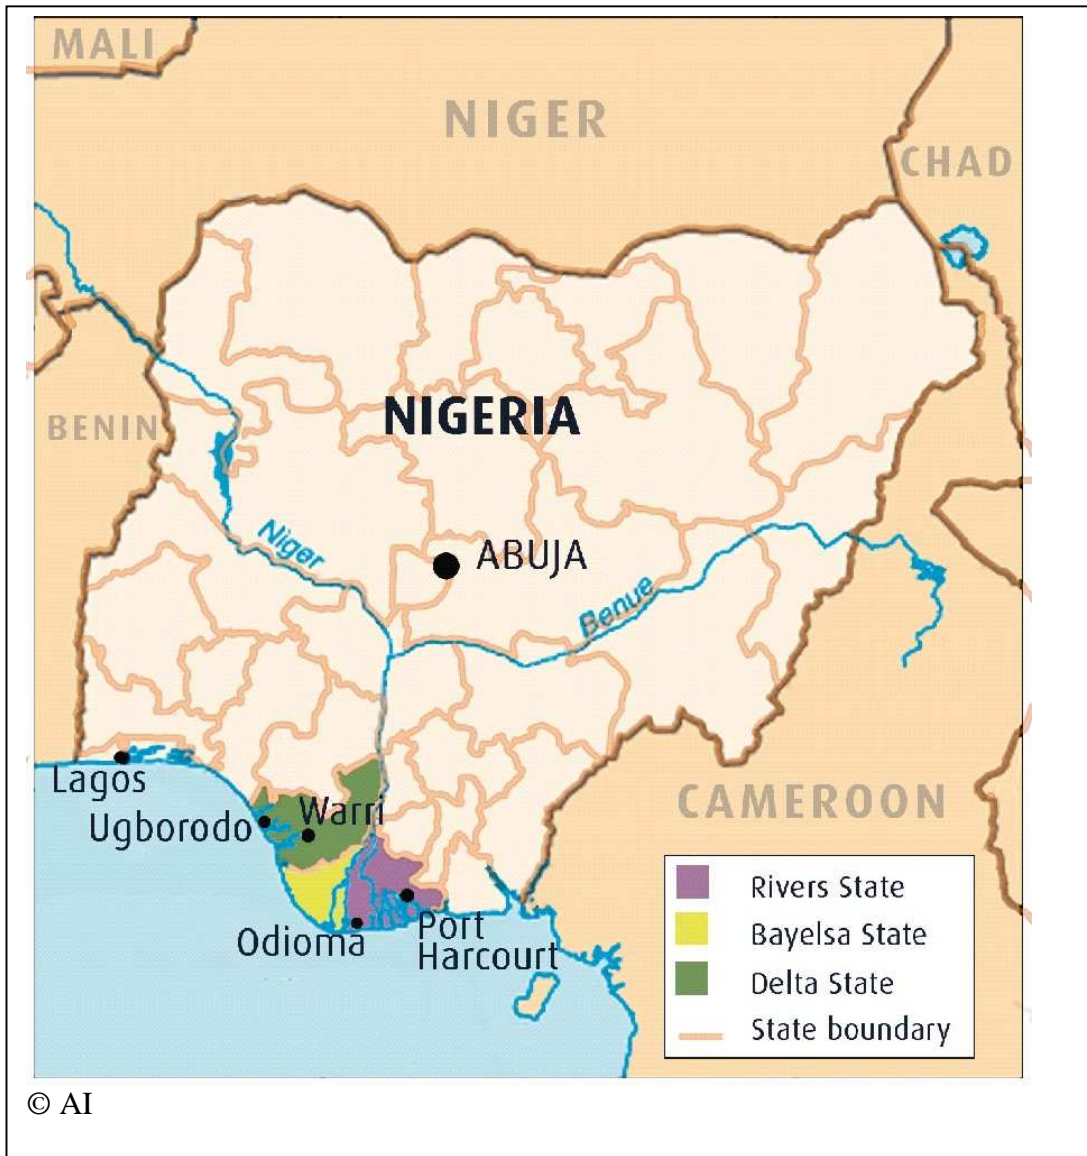 MALI
NIGER
CHAD
BENIN
NIGERIA
Niger
ABUJA
Benue
Lagos
Ugborodo
Warri
CAMEROON
Odioma
Port
Harcourt
Rivers State
Bayelsa State
Delta State
State boundary
© AI